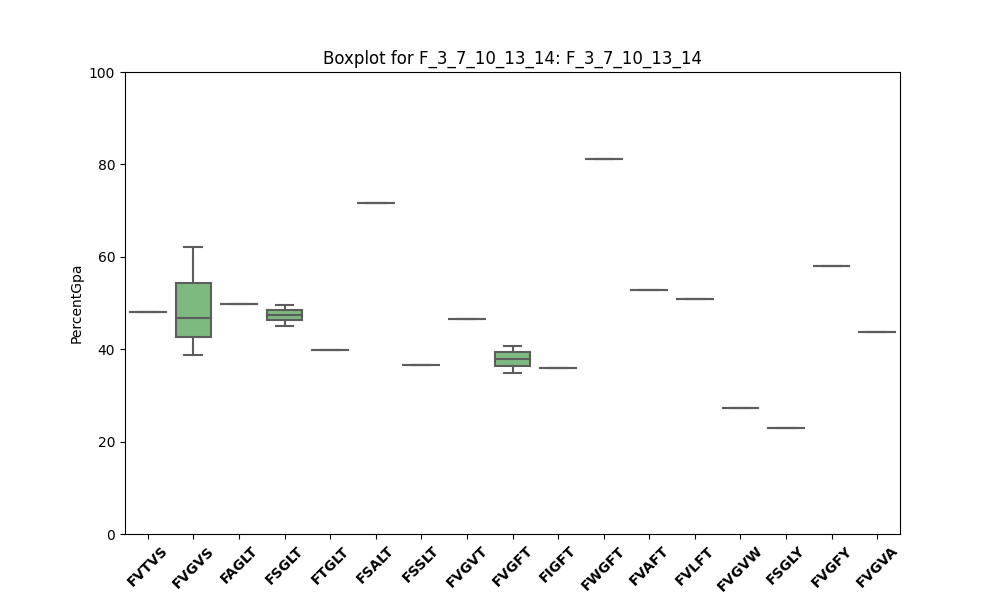 Boxplot for F_3_7_10_13_14: F_3_7_10_13_14
PercentGpa
100
80
60
40
20
0
FVTVS
FVGVS
FAGLT
FSGLT
FTGLT
FSALT
FSSLT
FVGVT
FVGFT
FIGFT
FWGFT
FVAFT
FVLFT
FVGVW
FSGLY
FVGFY
FVGVA